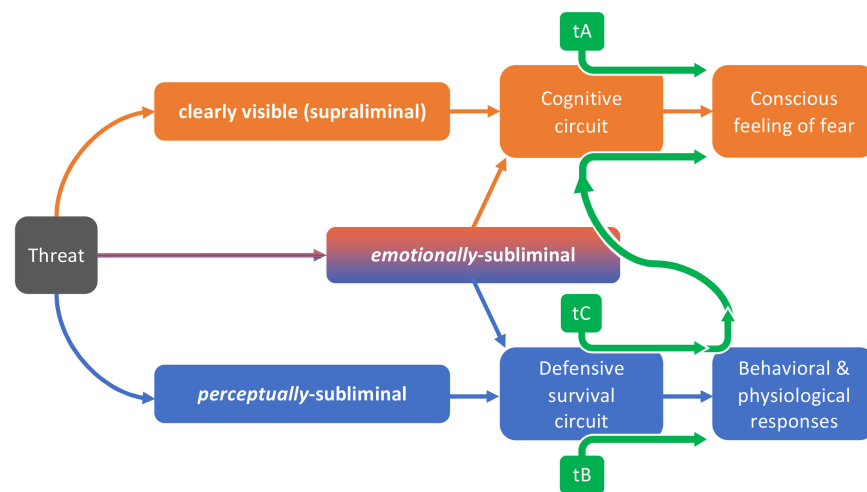 tA
clearly visible (supraliminal)
Cognitive
circuit
Conscious
feeling of fear
Threat
emotionally-subliminal
tC
perceptually-subliminal
Defensive
survival
circuit
Behavioral &
physiological
responses
tB